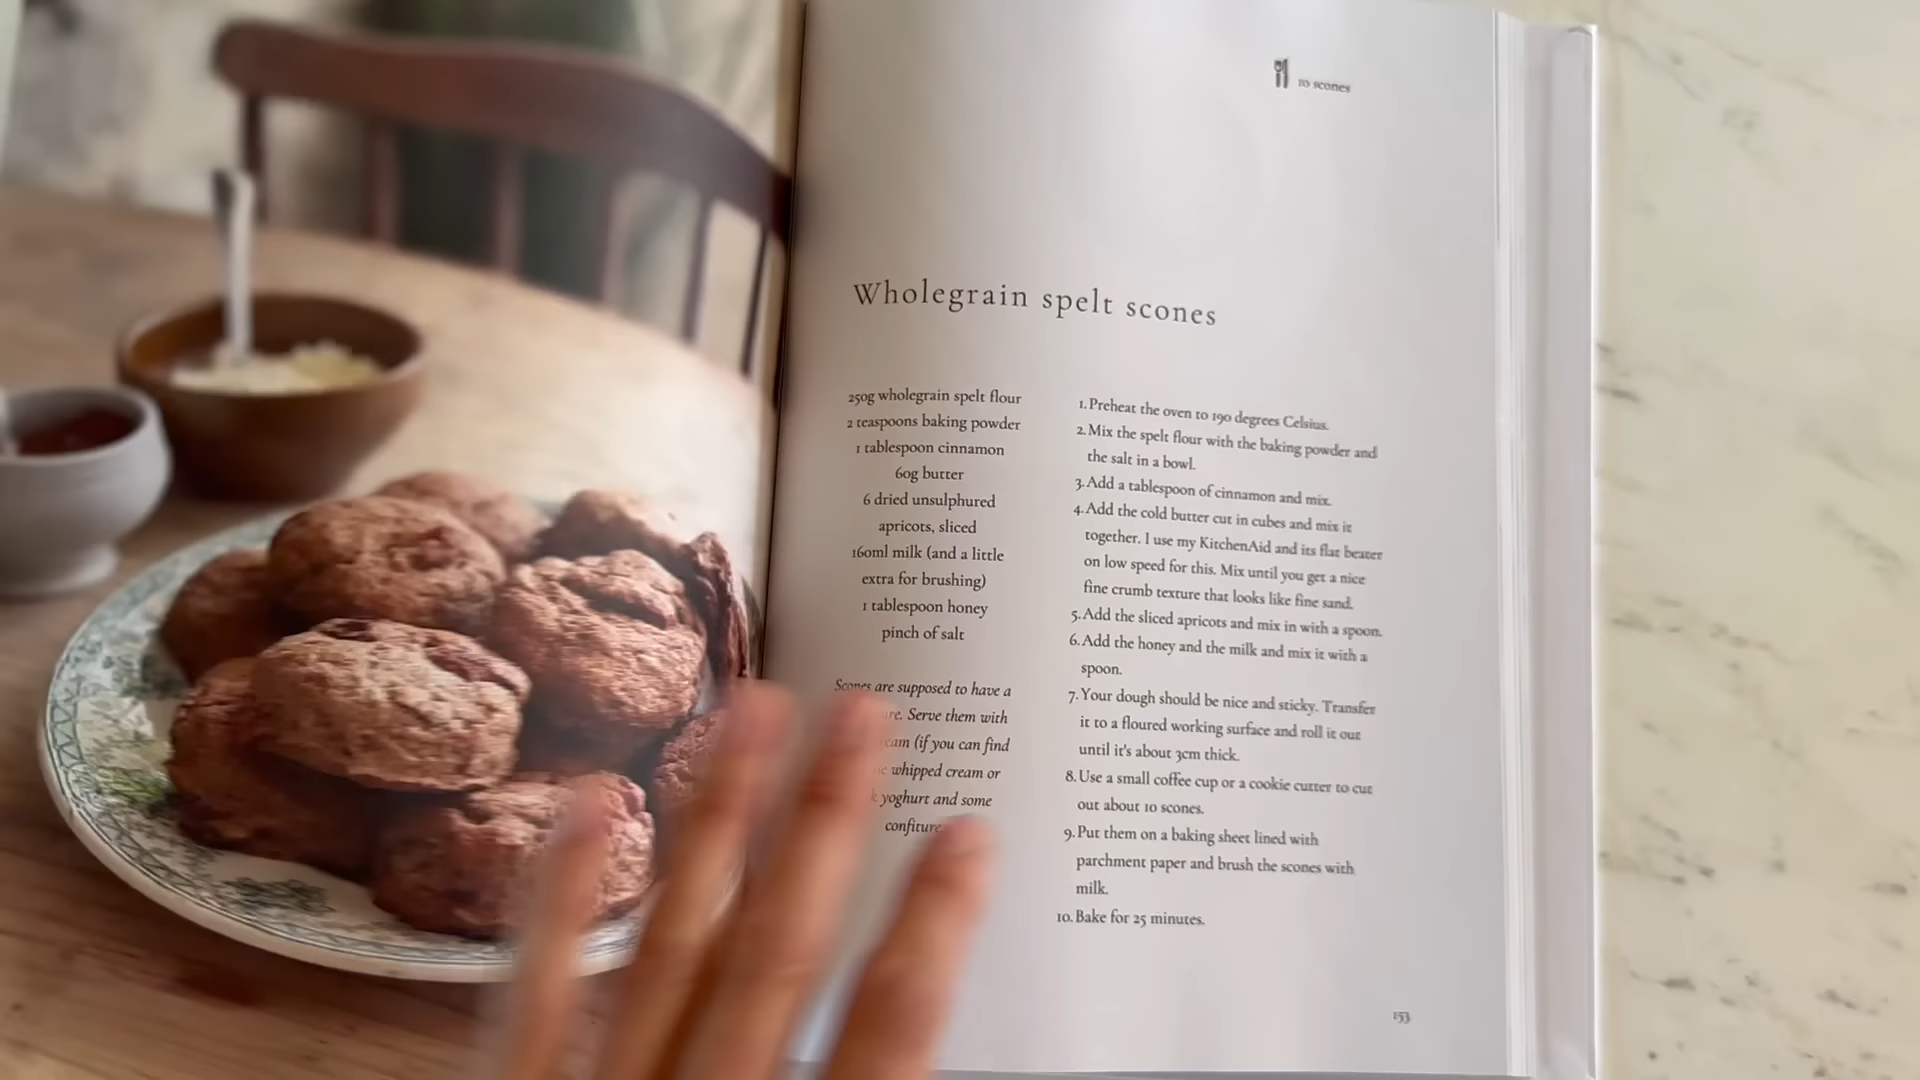 10 scones
Wholegrain spelt scones
250g wholegrain spelt flour
2 teaspoons baking powder
1 tablespoon cinnamon
60g butter
6 dried unsulphured
apricots, sliced
160ml milk (and a little
extra for brushing)
1 tablespoon honey
pinch of salt
Scones are supposed to have a
Serve them with
(if you can find
whipped cream or
yoghurt and some
confiture
1. Preheat the oven to 190 degrees Celsius.
2. Mix the spelt flour with the baking powder and
the salt in a bowl.
3. Add a tablespoon of cinnamon and mix.
4. Add the cold butter cut in cubes and mix it
together. I use my KitchenAid and its flat beater
on low speed for this. Mix until you get a nice
fine crumb texture that looks like fine sand.
5. Add the sliced apricots and mix in with a spoon.
6. Add the honey and the milk and mix it with a
spoon.
7. Your dough should be nice and sticky. Transfer
it to a floured working surface and roll it out
until it's about 3cm thick.
8. Use a small coffee cup or a cookie cutter to cut
out about 10 scones.
9. Put them on a baking sheet lined with
parchment paper and brush the scones with
milk.
10. Bake for 25 minutes.
153